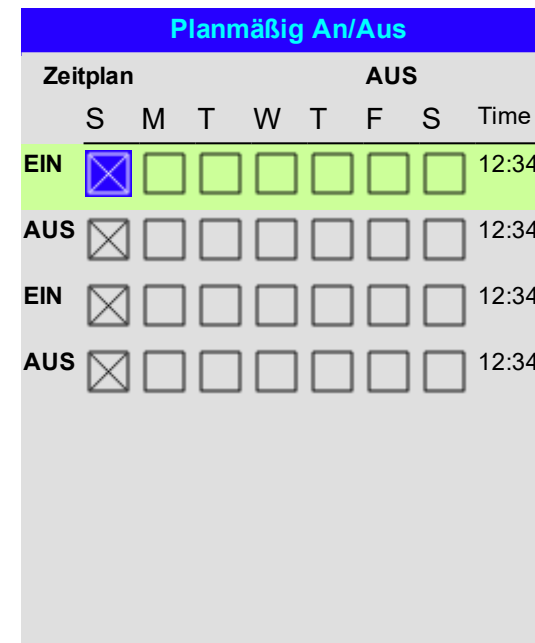 Planmäßig An/Aus
Zeitplan AUS
S M T W T F S Time
EIN 12:34
AUS 12:34
EIN 12:34
AUS 12:34